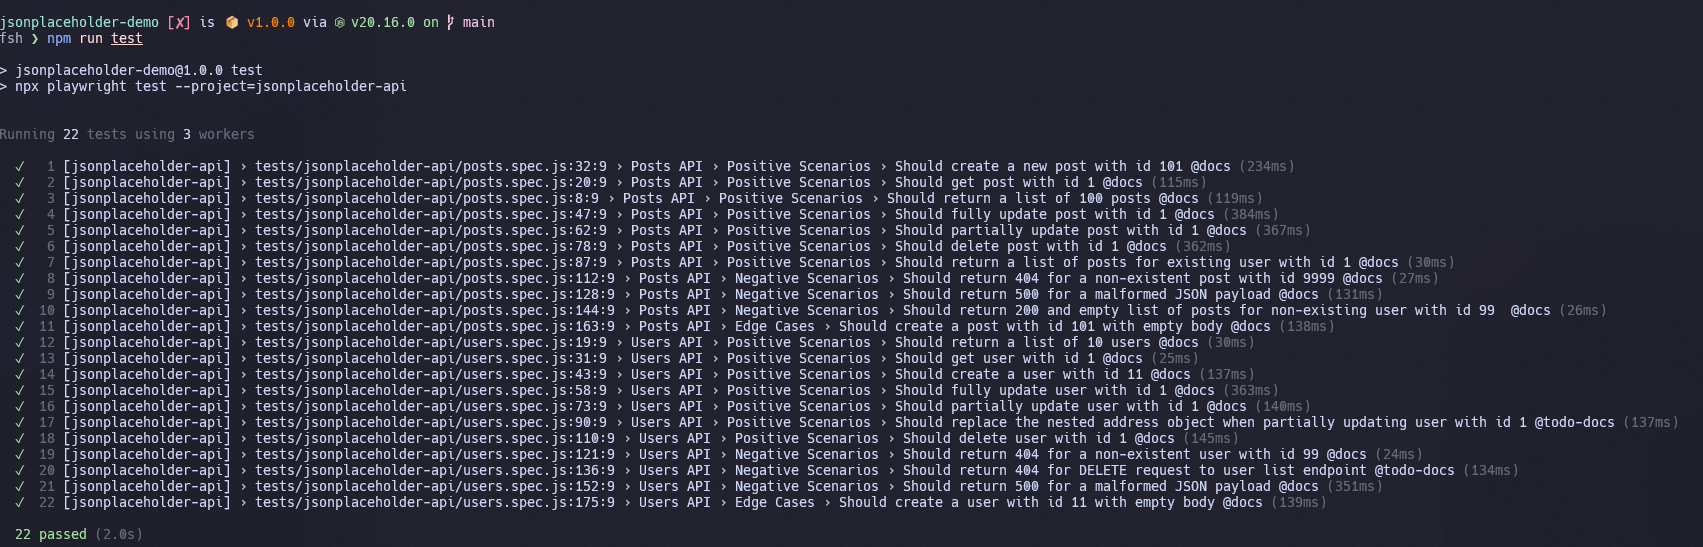 jsonplaceholder-demo [✗] is 📦 v1.0.0 via v20.16.0 on main
fsh ❯ npm run test
> jsonplaceholder-demo@1.0.0 test
> npx playwright test --project=jsonplaceholder-api
Running 22 tests using 3 workers
✓ 1 [jsonplaceholder-api] › tests/jsonplaceholder-api/posts.spec.js:32:9 › Posts API › Positive Scenarios › Should create a new post with id 101 @docs (234ms)
✓ 2 [jsonplaceholder-api] › tests/jsonplaceholder-api/posts.spec.js:20:9 › Posts API › Positive Scenarios › Should get post with id 1 @docs (115ms)
✓ 3 [jsonplaceholder-api] › tests/jsonplaceholder-api/posts.spec.js:8:9 › Posts API › Positive Scenarios › Should return a list of 100 posts @docs (119ms)
✓ 4 [jsonplaceholder-api] › tests/jsonplaceholder-api/posts.spec.js:47:9 › Posts API › Positive Scenarios › Should fully update post with id 1 @docs (384ms)
✓ 5 [jsonplaceholder-api] › tests/jsonplaceholder-api/posts.spec.js:62:9 › Posts API › Positive Scenarios › Should partially update post with id 1 @docs (367ms)
✓ 6 [jsonplaceholder-api] › tests/jsonplaceholder-api/posts.spec.js:78:9 › Posts API › Positive Scenarios › Should delete post with id 1 @docs (362ms)
✓ 7 [jsonplaceholder-api] › tests/jsonplaceholder-api/posts.spec.js:87:9 › Posts API › Positive Scenarios › Should return a list of posts for existing user with id 1 @docs (30ms)
✓ 8 [jsonplaceholder-api] › tests/jsonplaceholder-api/posts.spec.js:112:9 › Posts API › Negative Scenarios › Should return 404 for a non-existent post with id 9999 @docs (27ms)
✓ 9 [jsonplaceholder-api] › tests/jsonplaceholder-api/posts.spec.js:128:9 › Posts API › Negative Scenarios › Should return 500 for a malformed JSON payload @docs (131ms)
✓ 10 [jsonplaceholder-api] › tests/jsonplaceholder-api/posts.spec.js:144:9 › Posts API › Negative Scenarios › Should return 200 and empty list of posts for non-existing user with id 99  @docs (26ms)
✓ 11 [jsonplaceholder-api] › tests/jsonplaceholder-api/posts.spec.js:163:9 › Posts API › Edge Cases › Should create a post with id 101 with empty body @docs (138ms)
✓ 12 [jsonplaceholder-api] › tests/jsonplaceholder-api/users.spec.js:19:9 › Users API › Positive Scenarios › Should return a list of 10 users @docs (30ms)
✓ 13 [jsonplaceholder-api] › tests/jsonplaceholder-api/users.spec.js:31:9 › Users API › Positive Scenarios › Should get user with id 1 @docs (25ms)
✓ 14 [jsonplaceholder-api] › tests/jsonplaceholder-api/users.spec.js:43:9 › Users API › Positive Scenarios › Should create a user with id 11 @docs (137ms)
✓ 15 [jsonplaceholder-api] › tests/jsonplaceholder-api/users.spec.js:58:9 › Users API › Positive Scenarios › Should fully update user with id 1 @docs (363ms)
✓ 16 [jsonplaceholder-api] › tests/jsonplaceholder-api/users.spec.js:73:9 › Users API › Positive Scenarios › Should partially update user with id 1 @docs (140ms)
✓ 17 [jsonplaceholder-api] › tests/jsonplaceholder-api/users.spec.js:90:9 › Users API › Positive Scenarios › Should replace the nested address object when partially updating user with id 1 @todo-docs (137ms)
✓ 18 [jsonplaceholder-api] › tests/jsonplaceholder-api/users.spec.js:110:9 › Users API › Positive Scenarios › Should delete user with id 1 @docs (145ms)
✓ 19 [jsonplaceholder-api] › tests/jsonplaceholder-api/users.spec.js:121:9 › Users API › Negative Scenarios › Should return 404 for a non-existent user with id 99 @docs (24ms)
✓ 20 [jsonplaceholder-api] › tests/jsonplaceholder-api/users.spec.js:136:9 › Users API › Negative Scenarios › Should return 404 for DELETE request to user list endpoint @todo-docs (134ms)
✓ 21 [jsonplaceholder-api] › tests/jsonplaceholder-api/users.spec.js:152:9 › Users API › Negative Scenarios › Should return 500 for a malformed JSON payload @docs (351ms)
✓ 22 [jsonplaceholder-api] › tests/jsonplaceholder-api/users.spec.js:175:9 › Users API › Edge Cases › Should create a user with id 11 with empty body @docs (139ms)
22 passed (2.0s)